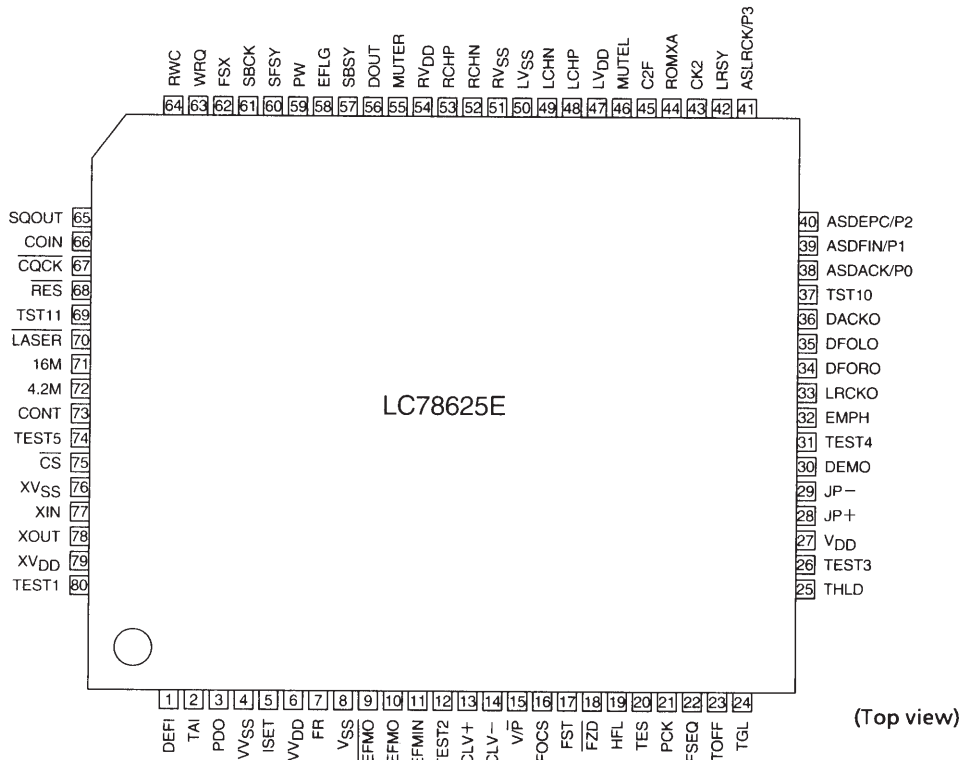 RWC WRQ FSX SBCK SFSY PW EFLG SBSY DOUT MUTER RVDD RCHP RCHN RVSS LVSS LCHN LCHP LVDD MUTEL C2F ROMXA CK2 LRSY ASLRCK/P3
64 63 62 61 60 59 58 57 56 55 54 53 52 51 50 49 48 47 46 45 44 43 42 41
SQOUT 65
COIN 66
CQCK 67
RES 68
TST11 69
LASER 70
16M 71
4.2M 72
CONT 73
TEST5 74
CS 75
XVSS 76
XIN 77
XOUT 78
XVDD 79
TEST1 80
LC78625E
40 ASDEPC/P2
39 ASDFIN/P1
38 ASDACK/P0
37 TST10
36 DACKO
35 DFOLO
34 DFORO
33 LRCKO
32 EMPH
31 TEST4
30 DEMO
29 JP−
28 JP+
27 VDD
26 TEST3
25 THLD
1 2 3 4 5 6 7 8 9 10 11 12 13 14 15 16 17 18 19 20 21 22 23 24
DEFI TAI PDO VVSS ISET VVDD FR VSS EFMO EFMO EFMIN TEST2 CLV+ CLV− V/P FOCS FST FZD HFL TES PCK FSEQ TOFF TGL
(Top view)